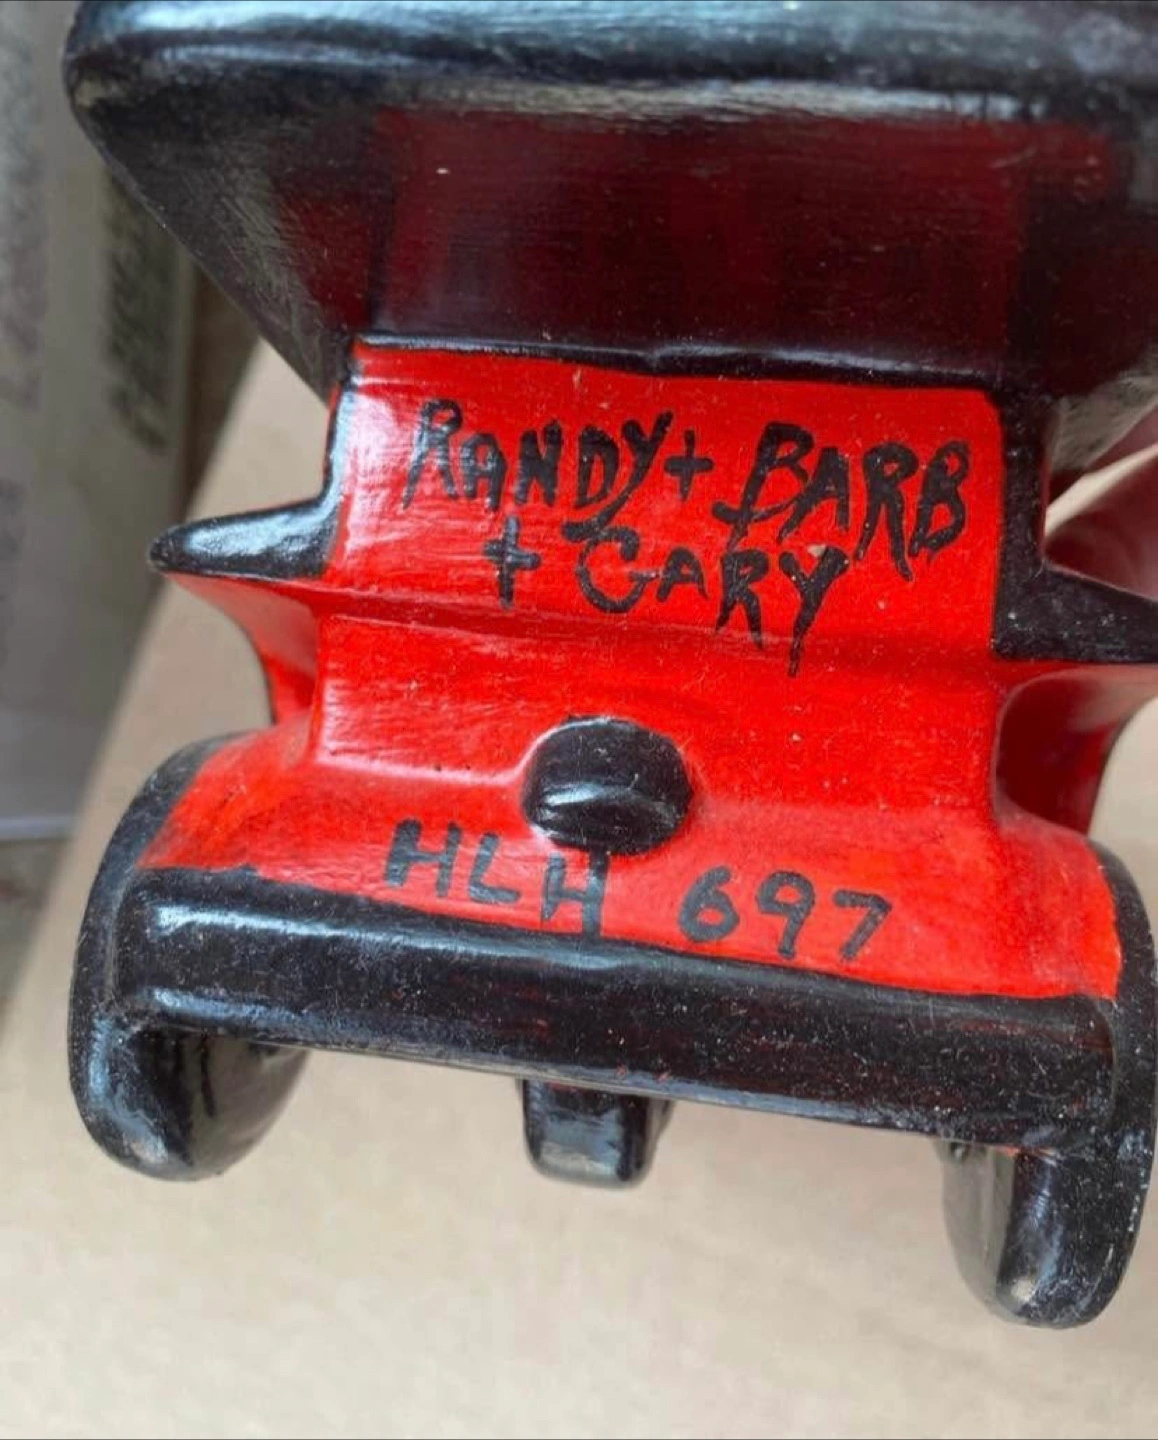 RANDY + BARB
+ GARY
HLH 697